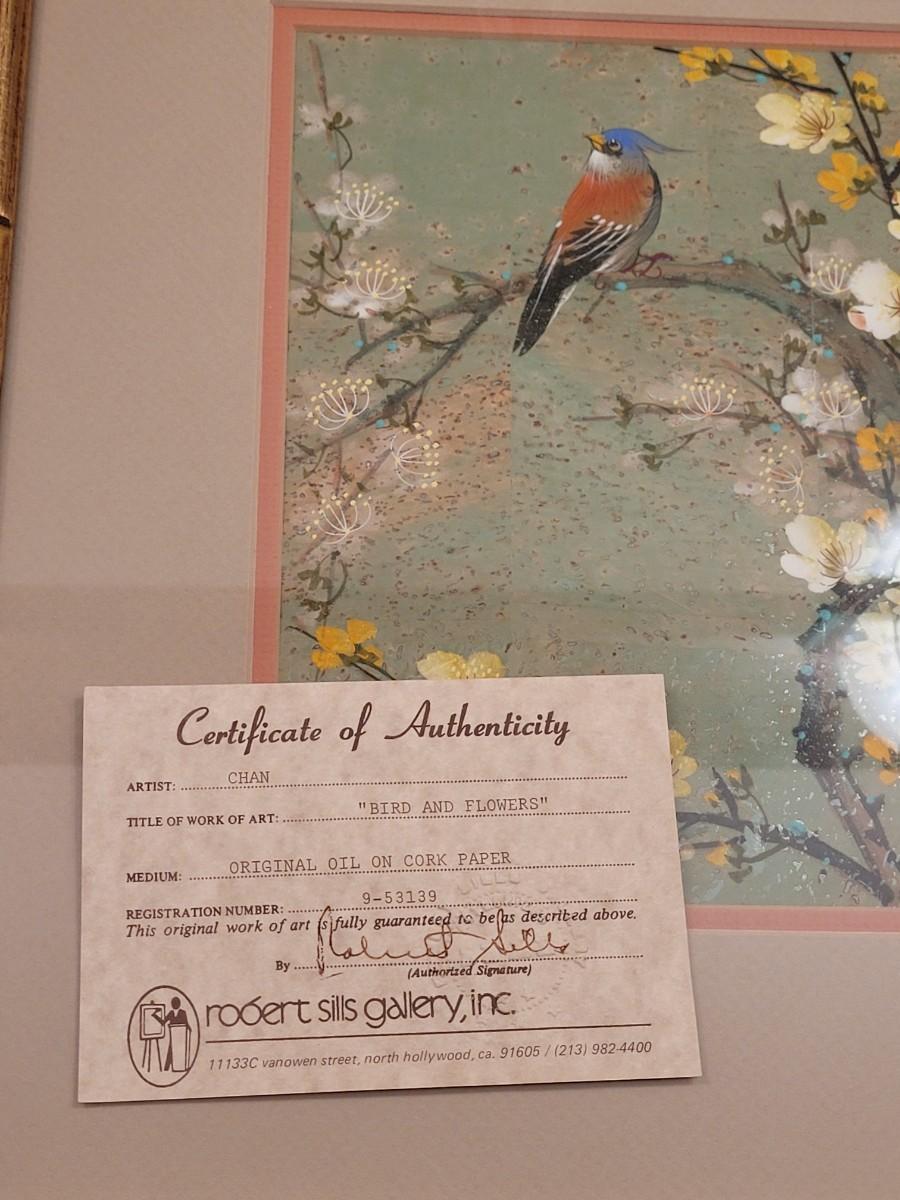 Certificate of Authenticity
ARTIST: CHAN
TITLE OF WORK OF ART: "BIRD AND FLOWERS"
MEDIUM: ORIGINAL OIL ON CORK PAPER
REGISTRATION NUMBER: 9-53139
This original work of art is fully guaranteed to be as described above.
By Robert Sills
(Authorized Signature)
robert sills gallery, inc.
11133C vanowen street, north hollywood, ca. 91605 / (213) 982-4400